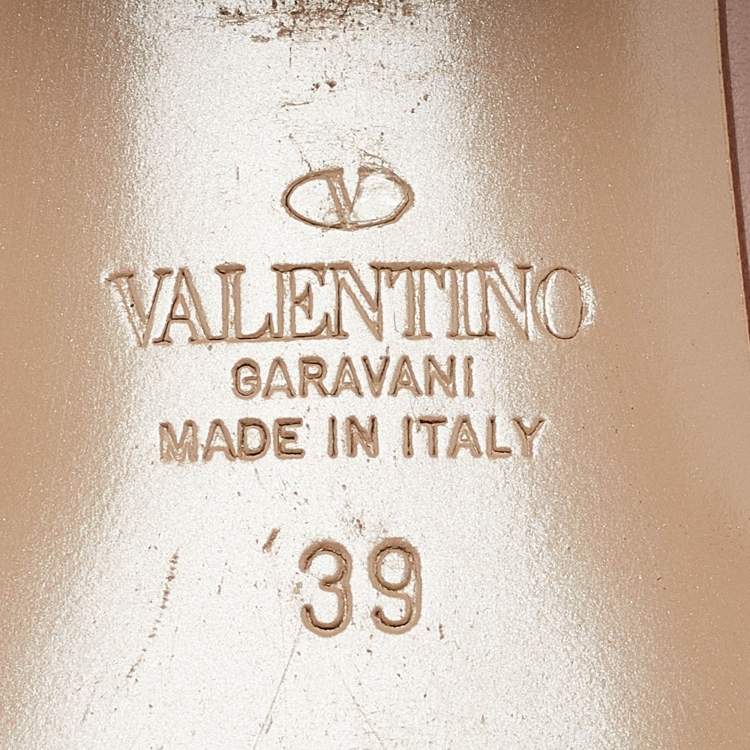 V
VALENTINO
GARAVANI
MADE IN ITALY
39